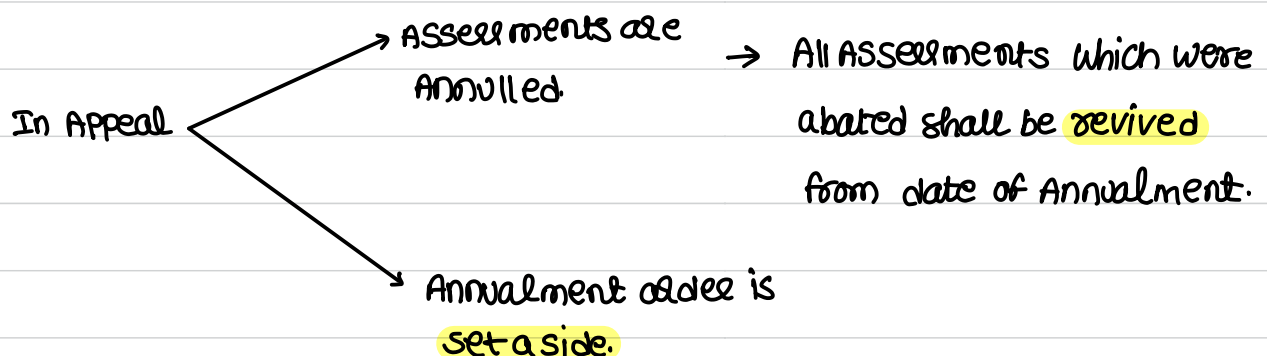 Assessments are
Annulled.
→ All Assessments which were
abated shall be revived
from date of Annualment.
In Appeal
Annualment order is
set aside.